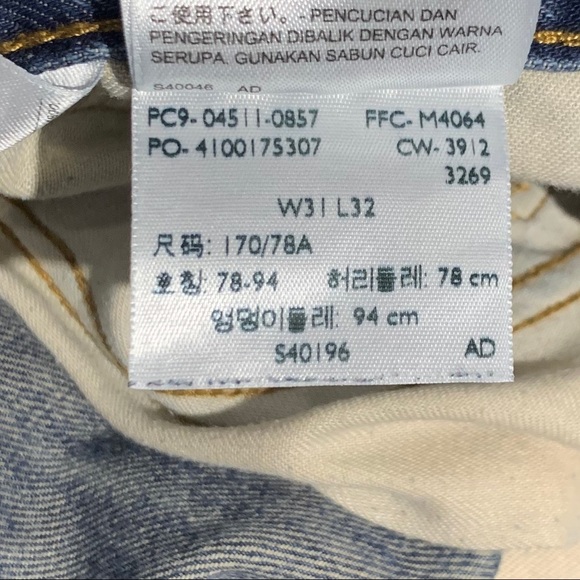 ご使用下さい。 - PENCUCIAN DAN
PENGERINGAN DIBALIK DENGAN WARNA
SERUPA. GUNAKAN SABUN CUCI CAIR.
S40046 AD
PC9- 04511-0857 FFC- M4064
PO- 4100175307 CW- 3912
3269
W31 L32
尺码: 170/78A
호칭: 78-94 허리둘레: 78 cm
엉덩이둘레: 94 cm
S40196 AD